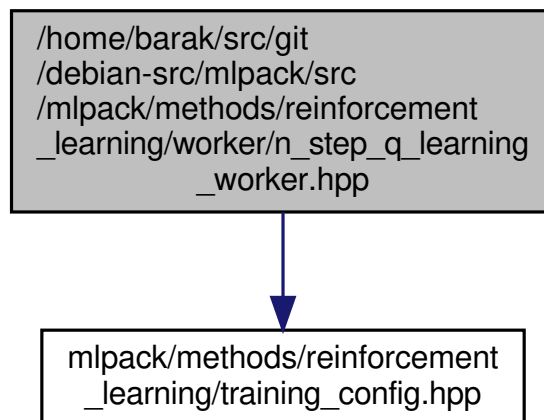 /home/barak/src/git
/debian-src/mlpack/src
/mlpack/methods/reinforcement
_learning/worker/n_step_q_learning
_worker.hpp
mlpack/methods/reinforcement
_learning/training_config.hpp